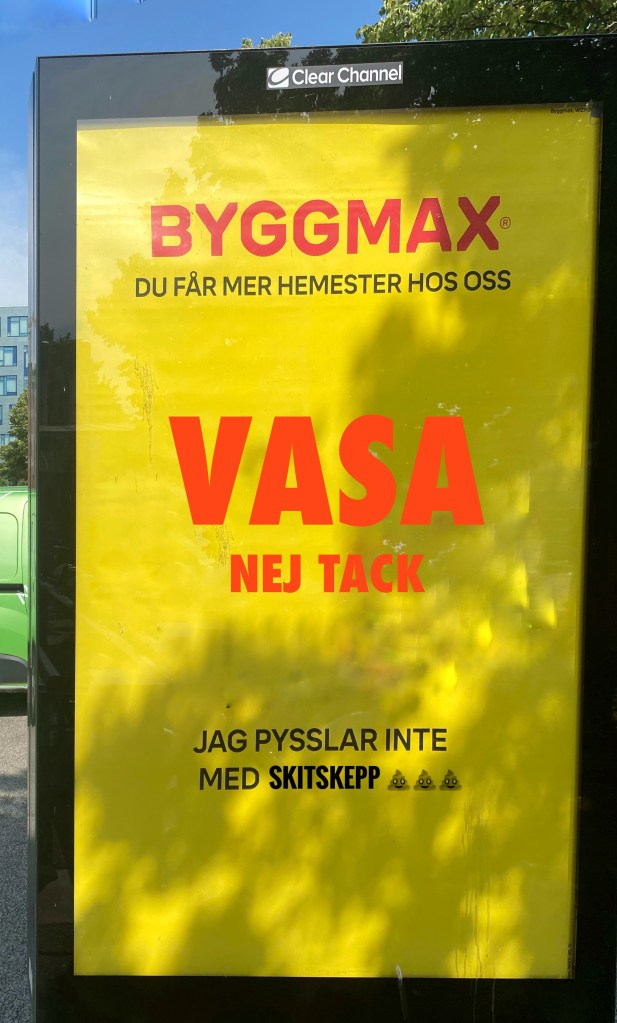 Clear Channel
BYGGMAX®
DU FÅR MER HEMESTER HOS OSS
VASA
NEJ TACK
JAG PYSSLAR INTE
MED SKITSKEPP 💩💩💩